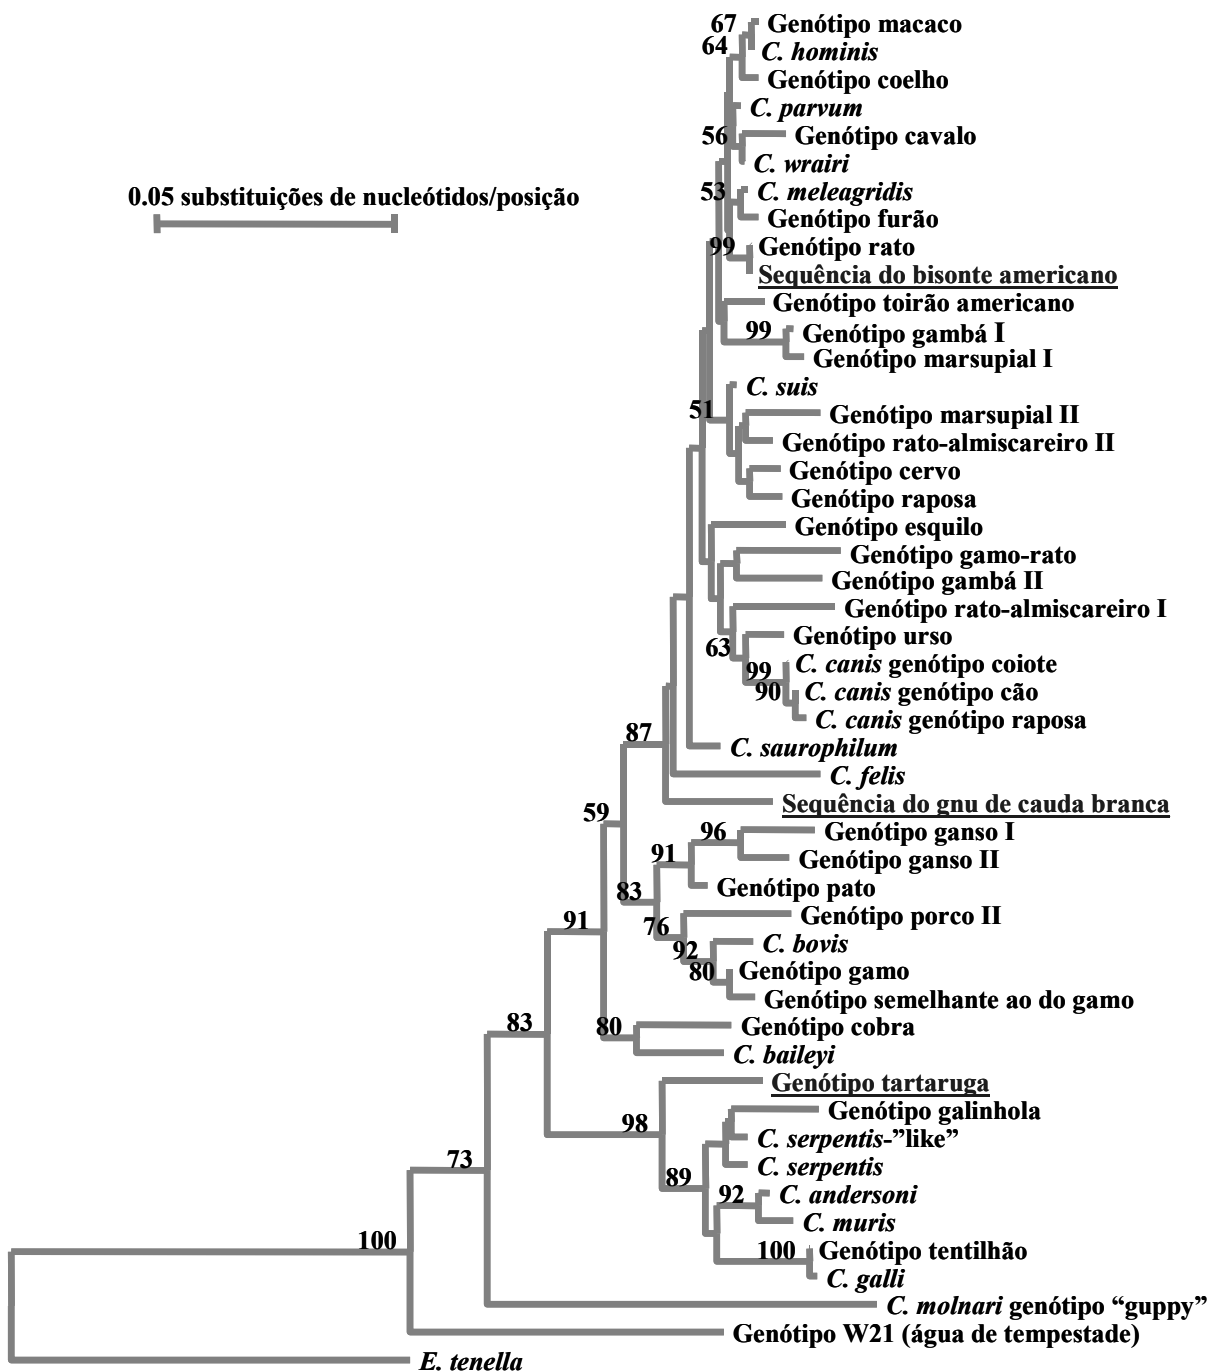 67 Genótipo macaco
64 C. hominis
Genótipo coelho
C. parvum
56 Genótipo cavalo
C. wrairi
0.05 substituições de nucleótidos/posição
53 C. meleagridis
Genótipo furão
99 Genótipo rato
Sequência do bisonte americano
Genótipo toirão americano
99 Genótipo gambá I
Genótipo marsupial I
C. suis
51 Genótipo marsupial II
Genótipo rato-almiscareiro II
Genótipo cervo
Genótipo raposa
Genótipo esquilo
Genótipo gamo-rato
Genótipo gambá II
Genótipo rato-almiscareiro I
63 Genótipo urso
99 C. canis genótipo coiote
90 C. canis genótipo cão
C. canis genótipo raposa
87 C. saurophilum
C. felis
59 Sequência do gnu de cauda branca
96 Genótipo ganso I
91 Genótipo ganso II
83 Genótipo pato
76 Genótipo porco II
91
92 C. bovis
80 Genótipo gamo
Genótipo semelhante ao do gamo
83 80 Genótipo cobra
C. baileyi
Genótipo tartaruga
98 Genótipo galinhola
C. serpentis-”like”
89 C. serpentis
73
92 C. andersoni
C. muris
100
100 Genótipo tentilhão
C. galli
C. molnari genótipo “guppy”
Genótipo W21 (água de tempestade)
E. tenella